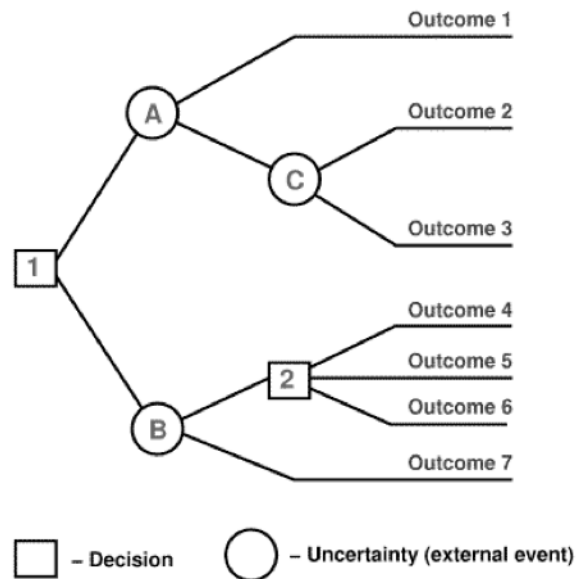 Outcome 1
A
Outcome 2
C
Outcome 3
1
Outcome 4
2
Outcome 5
Outcome 6
B
Outcome 7
– Decision
– Uncertainty (external event)